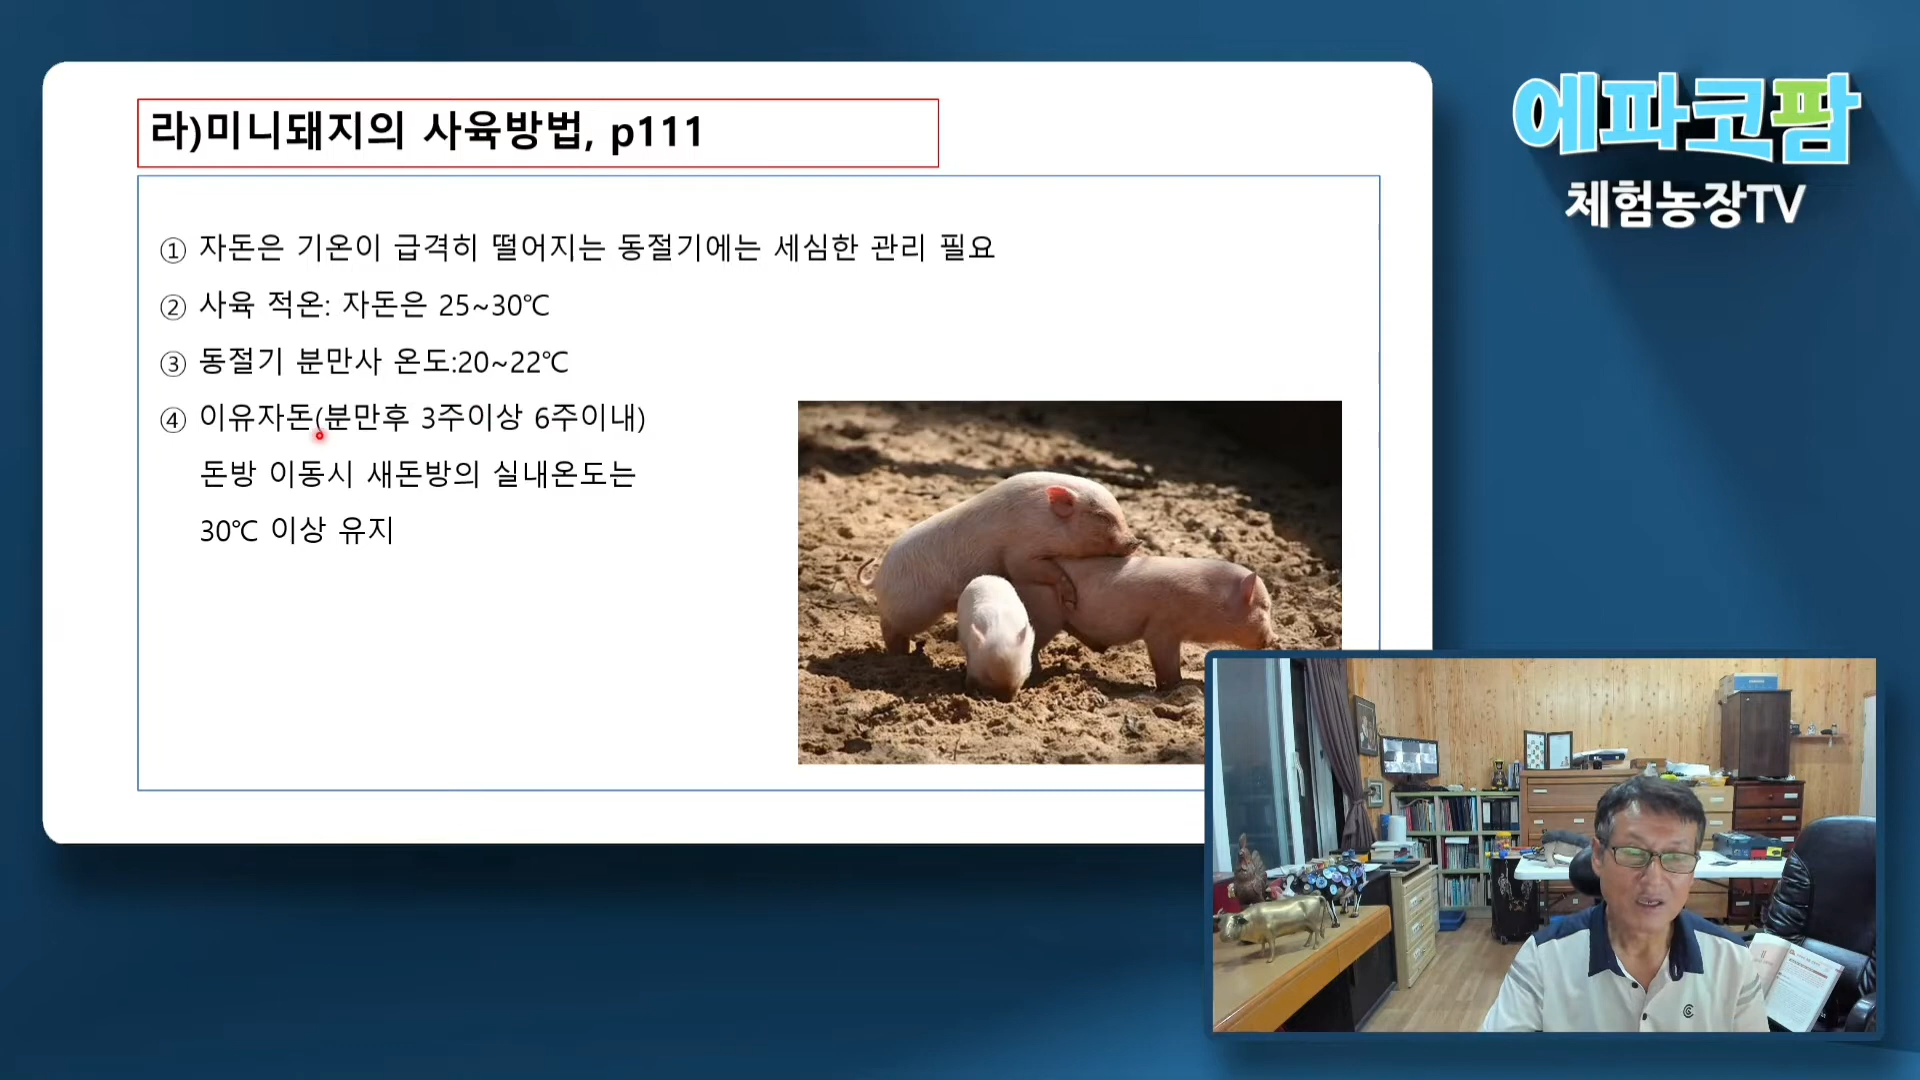 라)미니돼지의 사육방법, p111
① 자돈은 기온이 급격히 떨어지는 동절기에는 세심한 관리 필요
② 사육 적온: 자돈은 25~30℃
③ 동절기 분만사 온도:20~22℃
④ 이유자돈(분만후 3주이상 6주이내)
돈방 이동시 새돈방의 실내온도는
30℃ 이상 유지
에파코팜
체험농장TV